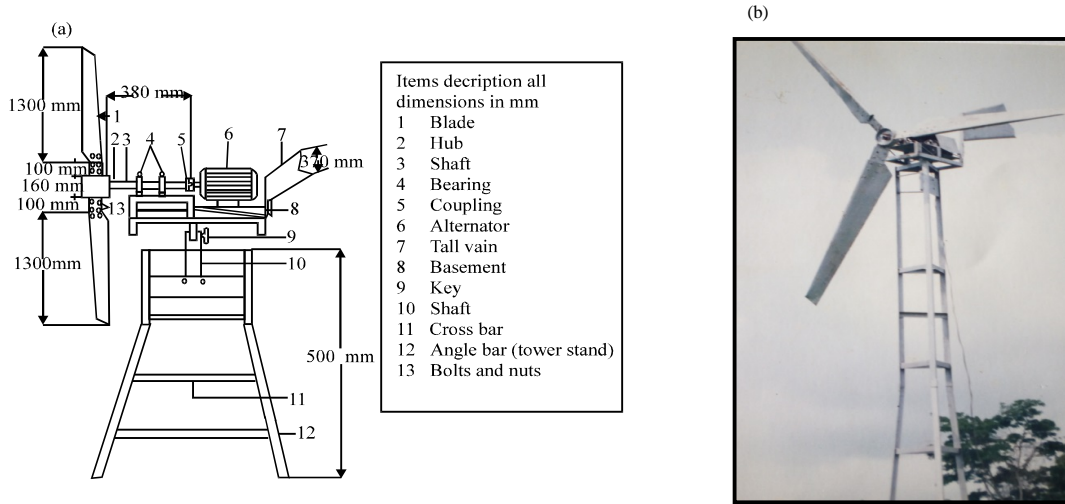 (a)
(b)
1300 mm
380 mm
1
2 3 4 5 6 7
370 mm
100 mm
160 mm
100 mm
13
8
9
1300mm
10
500 mm
11
12
Items decription all
dimensions in mm
1 Blade
2 Hub
3 Shaft
4 Bearing
5 Coupling
6 Alternator
7 Tall vain
8 Basement
9 Key
10 Shaft
11 Cross bar
12 Angle bar (tower stand)
13 Bolts and nuts